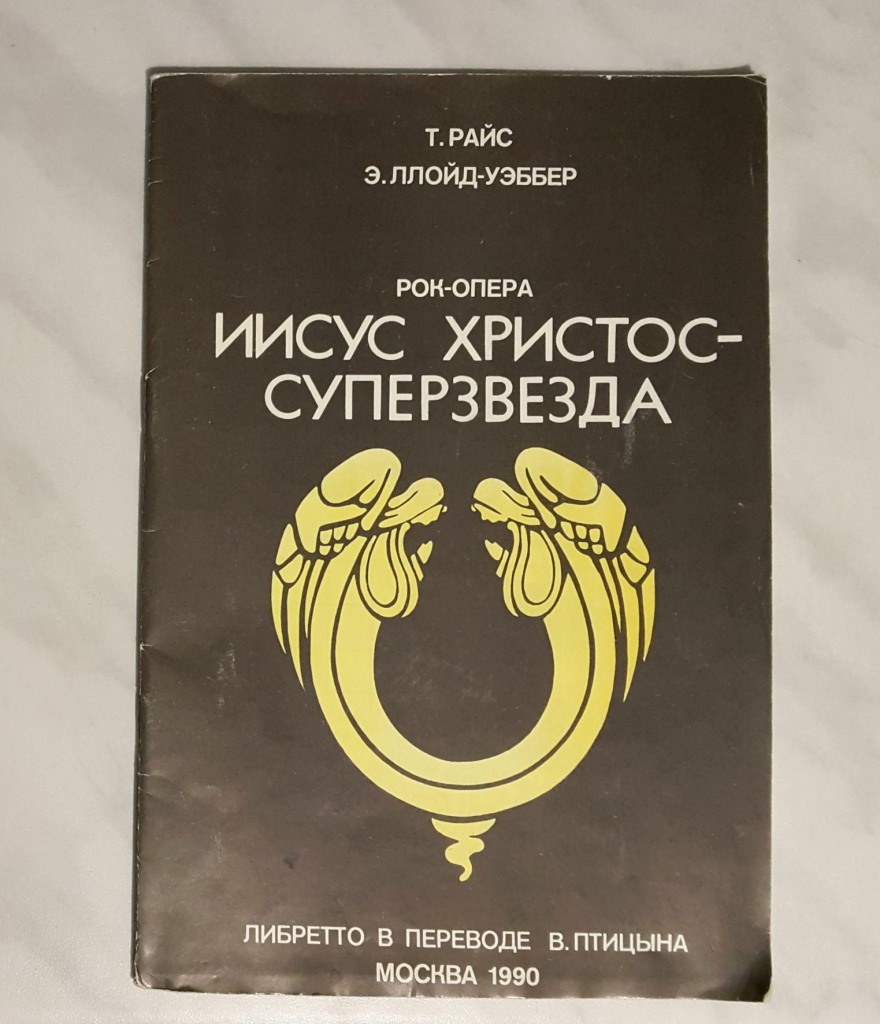 Т. РАЙС
Э. ЛЛОЙД-УЭББЕР
РОК-ОПЕРА
ИИСУС ХРИСТОС-
СУПЕРЗВЕЗДА
ЛИБРЕТТО В ПЕРЕВОДЕ В. ПТИЦЫНА
МОСКВА 1990